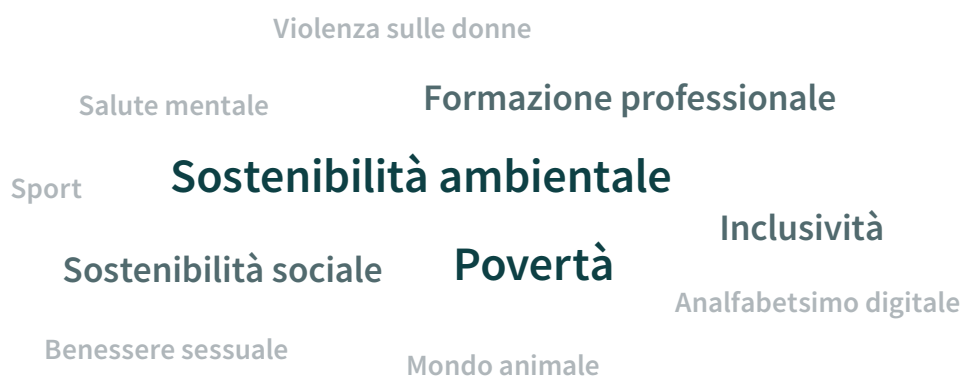 Violenza sulle donne
Formazione professionale
Salute mentale
Sostenibilità ambientale
Sport
Inclusività
Sostenibilità sociale
Povertà
Analfabetsimo digitale
Benessere sessuale
Mondo animale